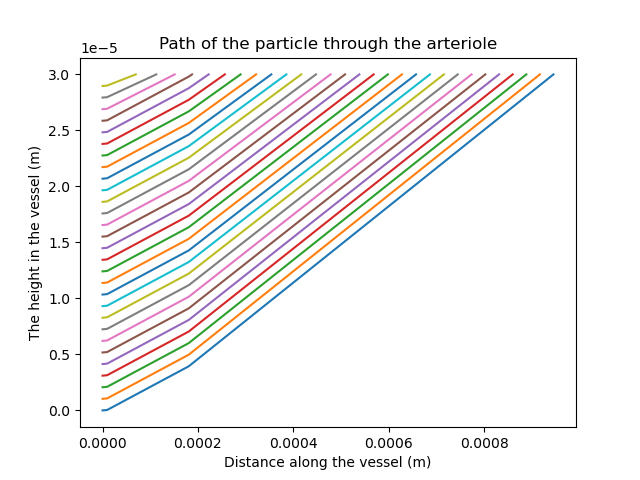 Path of the particle through the arteriole
1e−5
3.0
2.5
2.0
1.5
1.0
0.5
0.0
The height in the vessel (m)
0.0000 0.0002 0.0004 0.0006 0.0008
Distance along the vessel (m)